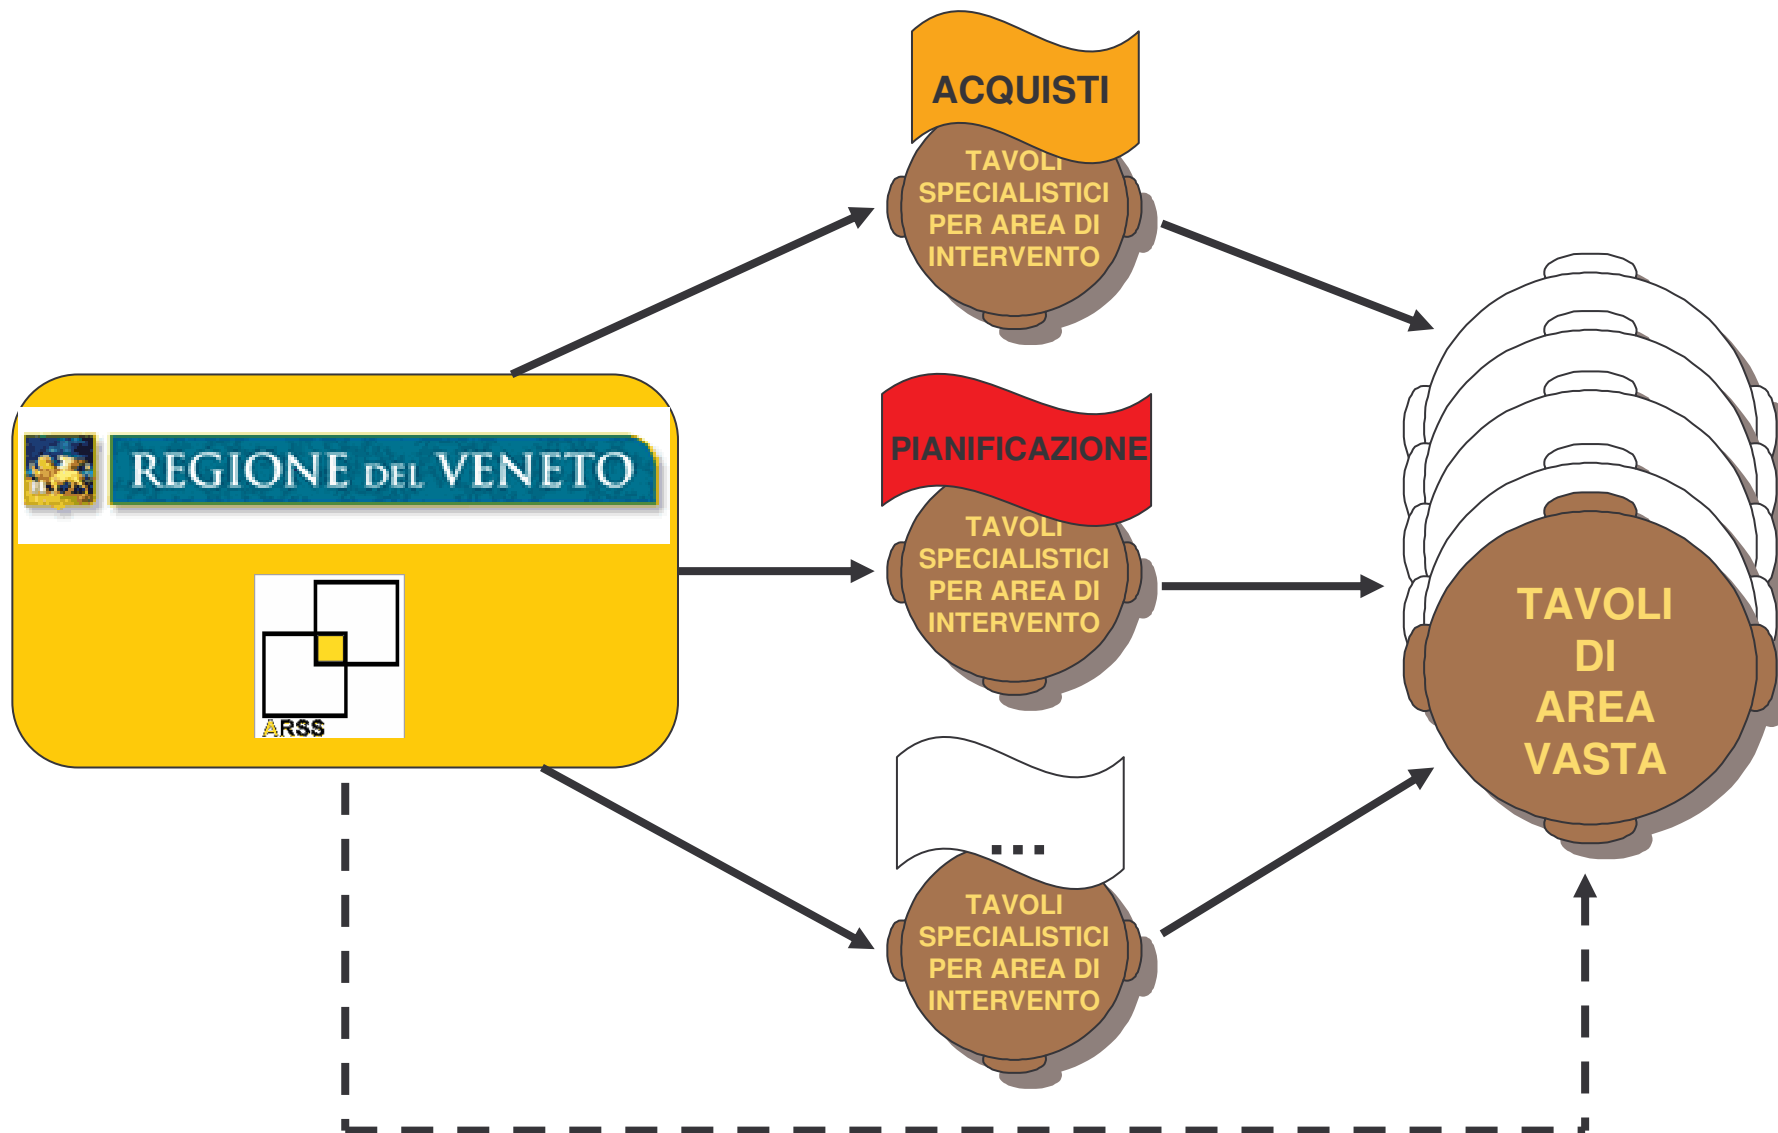 ACQUISTI
TAVOLI
SPECIALISTICI
PER AREA DI
INTERVENTO
REGIONE DEL VENETO
ARSS
PIANIFICAZIONE
TAVOLI
SPECIALISTICI
PER AREA DI
INTERVENTO
...
TAVOLI
SPECIALISTICI
PER AREA DI
INTERVENTO
TAVOLI
DI
AREA
VASTA